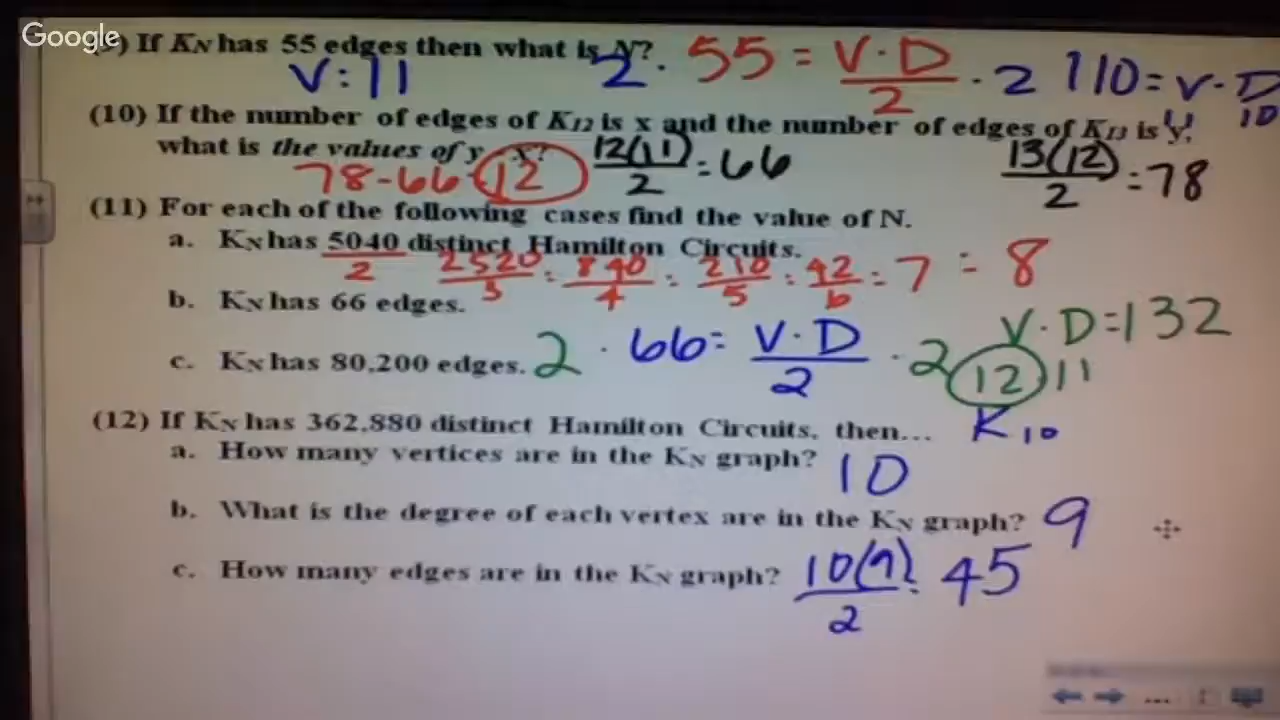 Google
9) If KN has 55 edges then what is N? 2 · 55 = V·D/2 · 2 110 = V·D
V: 11 11 10
(10) If the number of edges of K12 is x and the number of edges of K13 is y,
what is the values of y x? 12(11)/2 = 66 13(12)/2 = 78
78-66 12
(11) For each of the following cases find the value of N.
a. KN has 5040 distinct Hamilton Circuits.
/2 2520/3 = 840/4 = 210/5 = 42/6 = 7 = 8
b. KN has 66 edges.
2 · 66 = V·D/2 · 2 V·D=132
c. KN has 80,200 edges. 12 11
(12) If KN has 362,880 distinct Hamilton Circuits, then... K10
a. How many vertices are in the KN graph? 10
b. What is the degree of each vertex are in the KN graph? 9
c. How many edges are in the KN graph? 10(9)/2 = 45